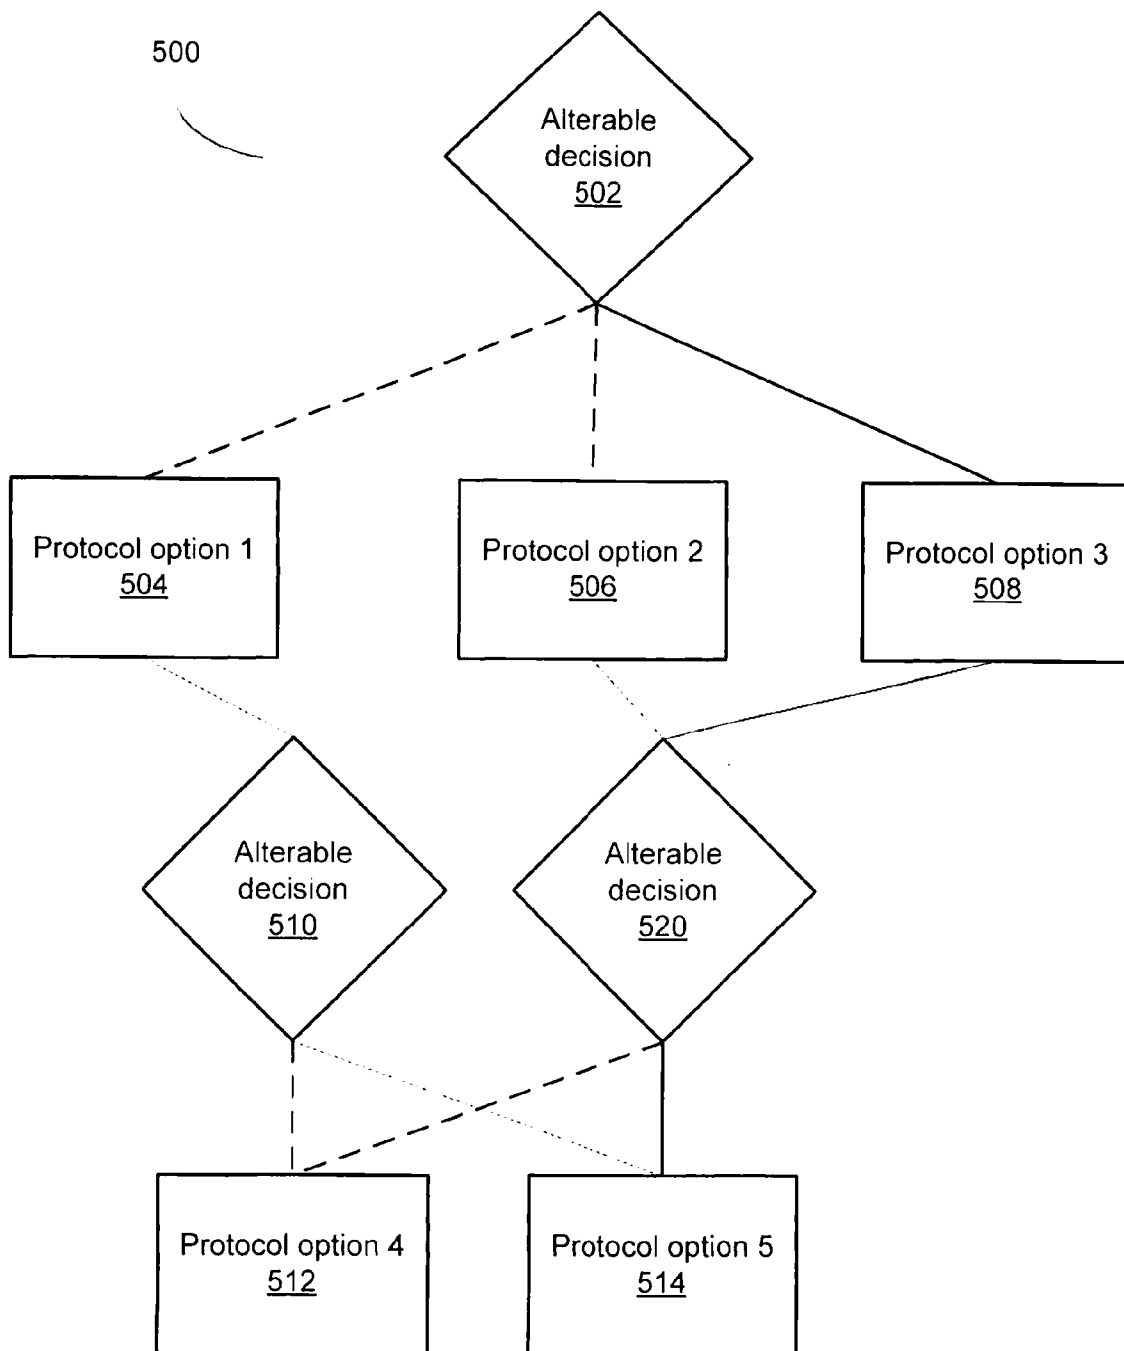 500
Alterable
decision
502
Protocol option 1
504
Protocol option 2
506
Protocol option 3
508
Alterable
decision
510
Alterable
decision
520
Protocol option 4
512
Protocol option 5
514